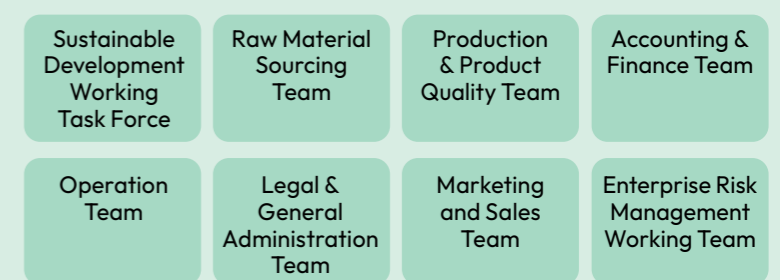 Sustainable
Development
Working
Task Force
Raw Material
Sourcing
Team
Production
& Product
Quality Team
Accounting &
Finance Team
Operation
Team
Legal &
General
Administration
Team
Marketing
and Sales
Team
Enterprise Risk
Management
Working Team